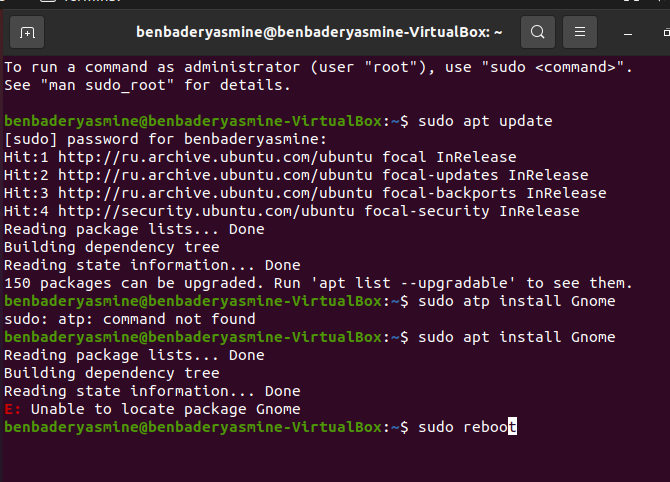 benbaderyasmine@benbaderyasmine-VirtualBox: ~
To run a command as administrator (user "root"), use "sudo <command>".
See "man sudo_root" for details.
benbaderyasmine@benbaderyasmine-VirtualBox:~$ sudo apt update
[sudo] password for benbaderyasmine:
Hit:1 http://ru.archive.ubuntu.com/ubuntu focal InRelease
Hit:2 http://ru.archive.ubuntu.com/ubuntu focal-updates InRelease
Hit:3 http://ru.archive.ubuntu.com/ubuntu focal-backports InRelease
Hit:4 http://security.ubuntu.com/ubuntu focal-security InRelease
Reading package lists... Done
Building dependency tree
Reading state information... Done
150 packages can be upgraded. Run 'apt list --upgradable' to see them.
benbaderyasmine@benbaderyasmine-VirtualBox:~$ sudo atp install Gnome
sudo: atp: command not found
benbaderyasmine@benbaderyasmine-VirtualBox:~$ sudo apt install Gnome
Reading package lists... Done
Building dependency tree
Reading state information... Done
E: Unable to locate package Gnome
benbaderyasmine@benbaderyasmine-VirtualBox:~$ sudo reboot